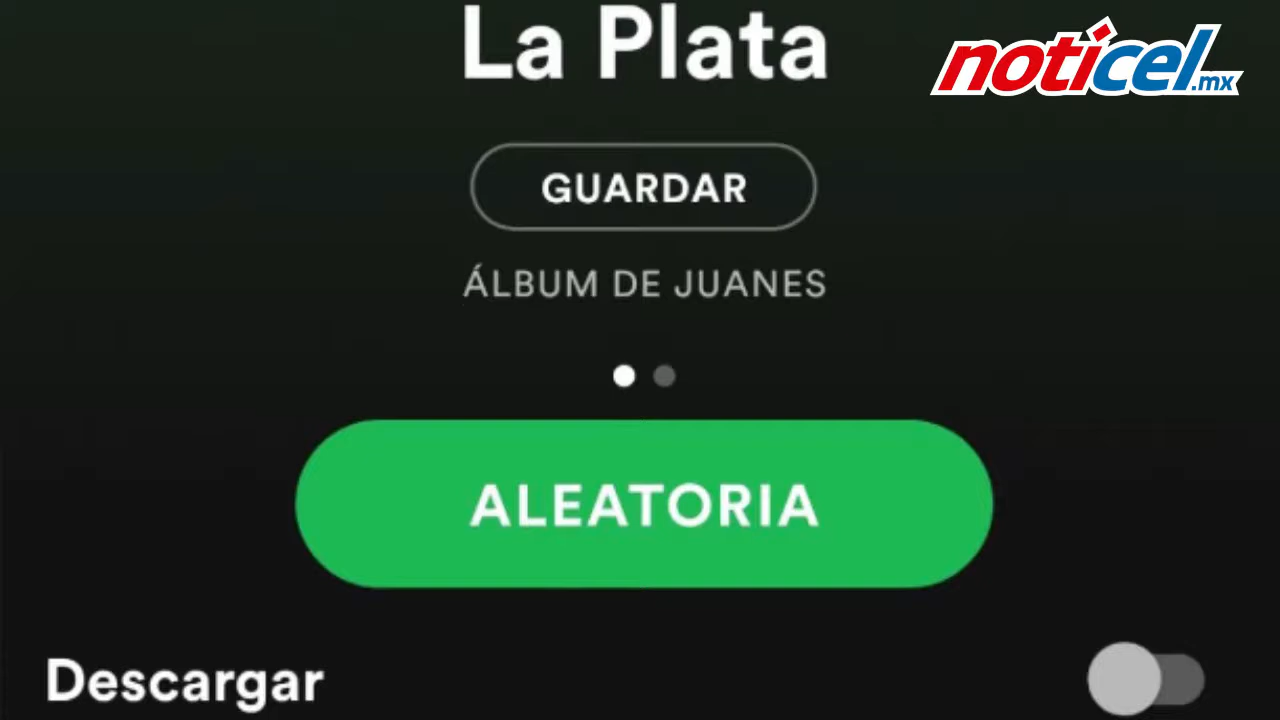 La Plata
noticel.mx
GUARDAR
ÁLBUM DE JUANES
ALEATORIA
Descargar